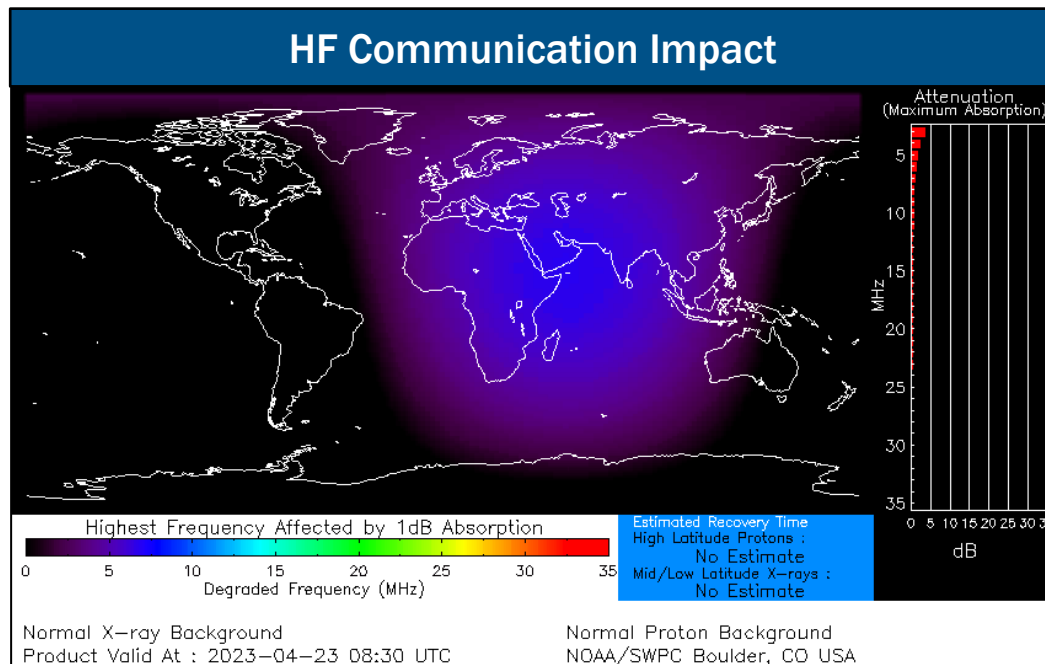 HF Communication Impact
Attenuation
(Maximum Absorption)
5
10
15
20
25
30
35
MHz
0 5 10 15 20 25 30
dB
Highest Frequency Affected by 1dB Absorption
0 5 10 15 20 25 30 35
Degraded Frequency (MHz)
Estimated Recovery Time
High Latitude Protons :
No Estimate
Mid/Low Latitude X-rays :
No Estimate
Normal X-ray Background
Normal Proton Background
Product Valid At : 2023-04-23 08:30 UTC
NOAA/SWPC Boulder, CO USA